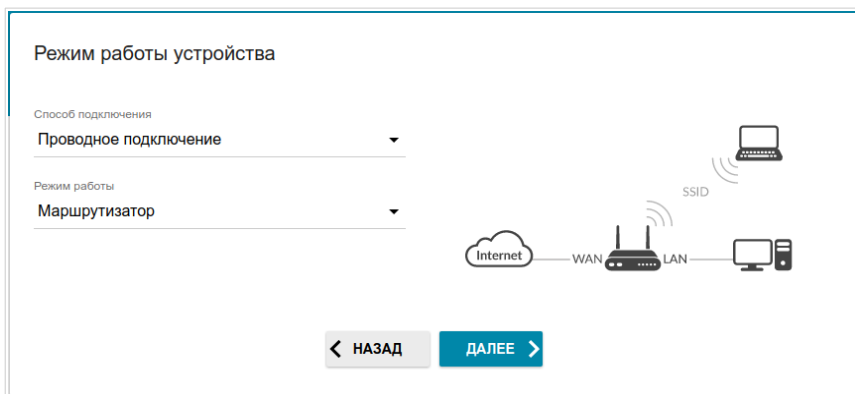 Режим работы устройства
Способ подключения
Проводное подключение
Режим работы
Маршрутизатор
SSID
Internet
WAN
LAN
НАЗАД
ДАЛЕЕ